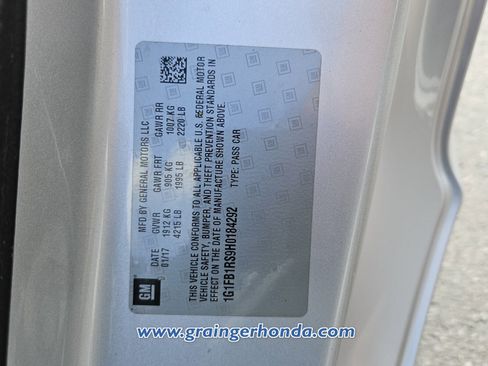 MFD BY GENERAL MOTORS LLC
DATE GVWR GAWR FRT GAWR RR
01/17 1912 KG 905 KG 1007 KG
4215 LB 1995 LB 2220 LB
THIS VEHICLE CONFORMS TO ALL APPLICABLE U.S. FEDERAL MOTOR
VEHICLE SAFETY, BUMPER, AND THEFT PREVENTION STANDARDS IN
EFFECT ON THE DATE OF MANUFACTURE SHOWN ABOVE.
1G1FB1RS9H0184292 TYPE: PASS CAR
GM
www.graingerhonda.com